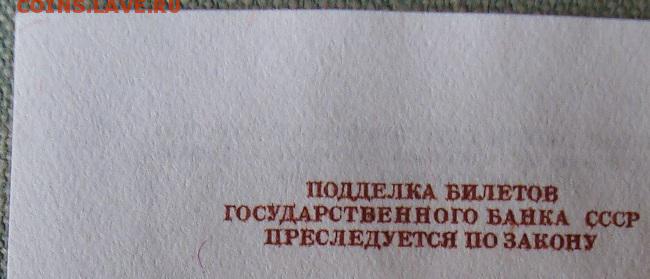 COINS.LAVE.RU
ПОДДЕЛКА БИЛЕТОВ
ГОСУДАРСТВЕННОГО БАНКА СССР
ПРЕСЛЕДУЕТСЯ ПО ЗАКОНУ